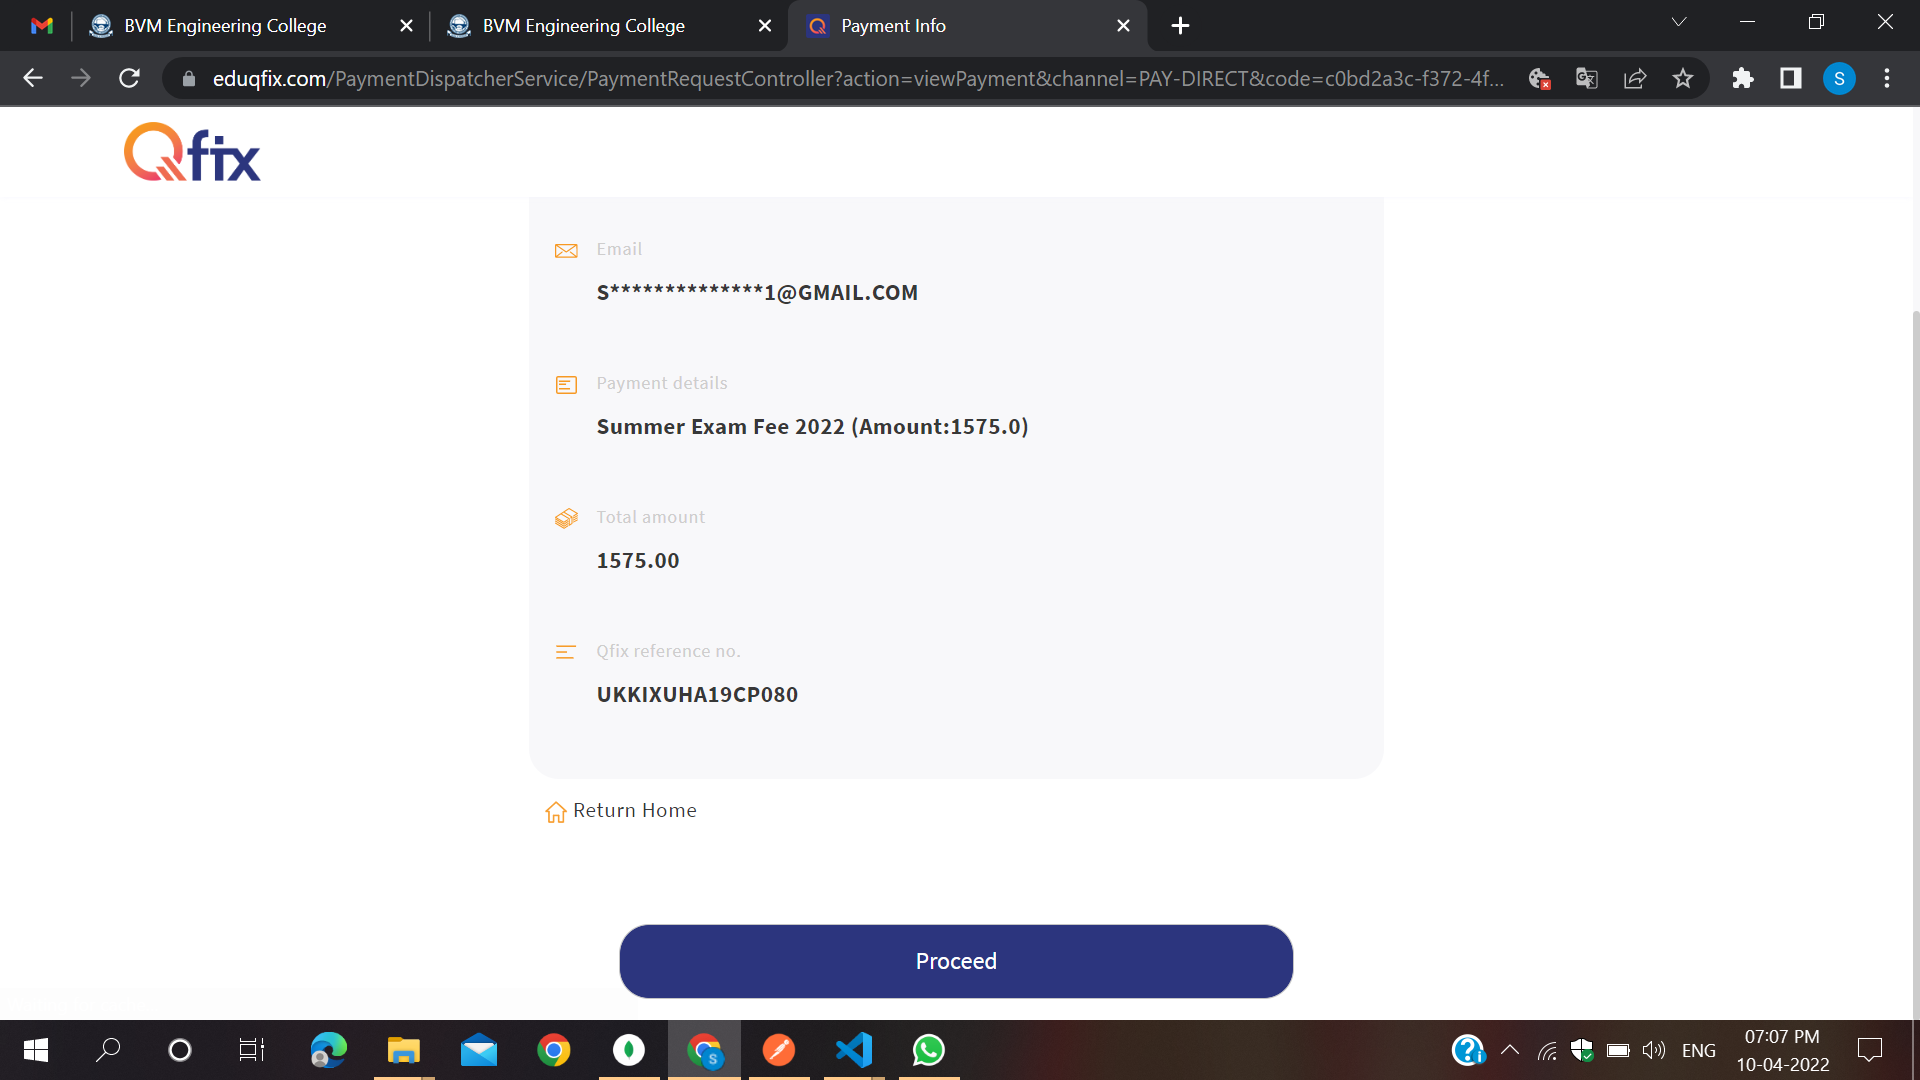 BVM Engineering College
BVM Engineering College
Payment Info
eduqfix.com/PaymentDispatcherService/PaymentRequestController?action=viewPayment&channel=PAY-DIRECT&code=c0bd2a3c-f372-4f...
S
Qfix
Email
S**************1@GMAIL.COM
Payment details
Summer Exam Fee 2022 (Amount:1575.0)
Total amount
1575.00
Qfix reference no.
UKKIXUHA19CP080
Return Home
Proceed
S
ENG
07:07 PM
10-04-2022